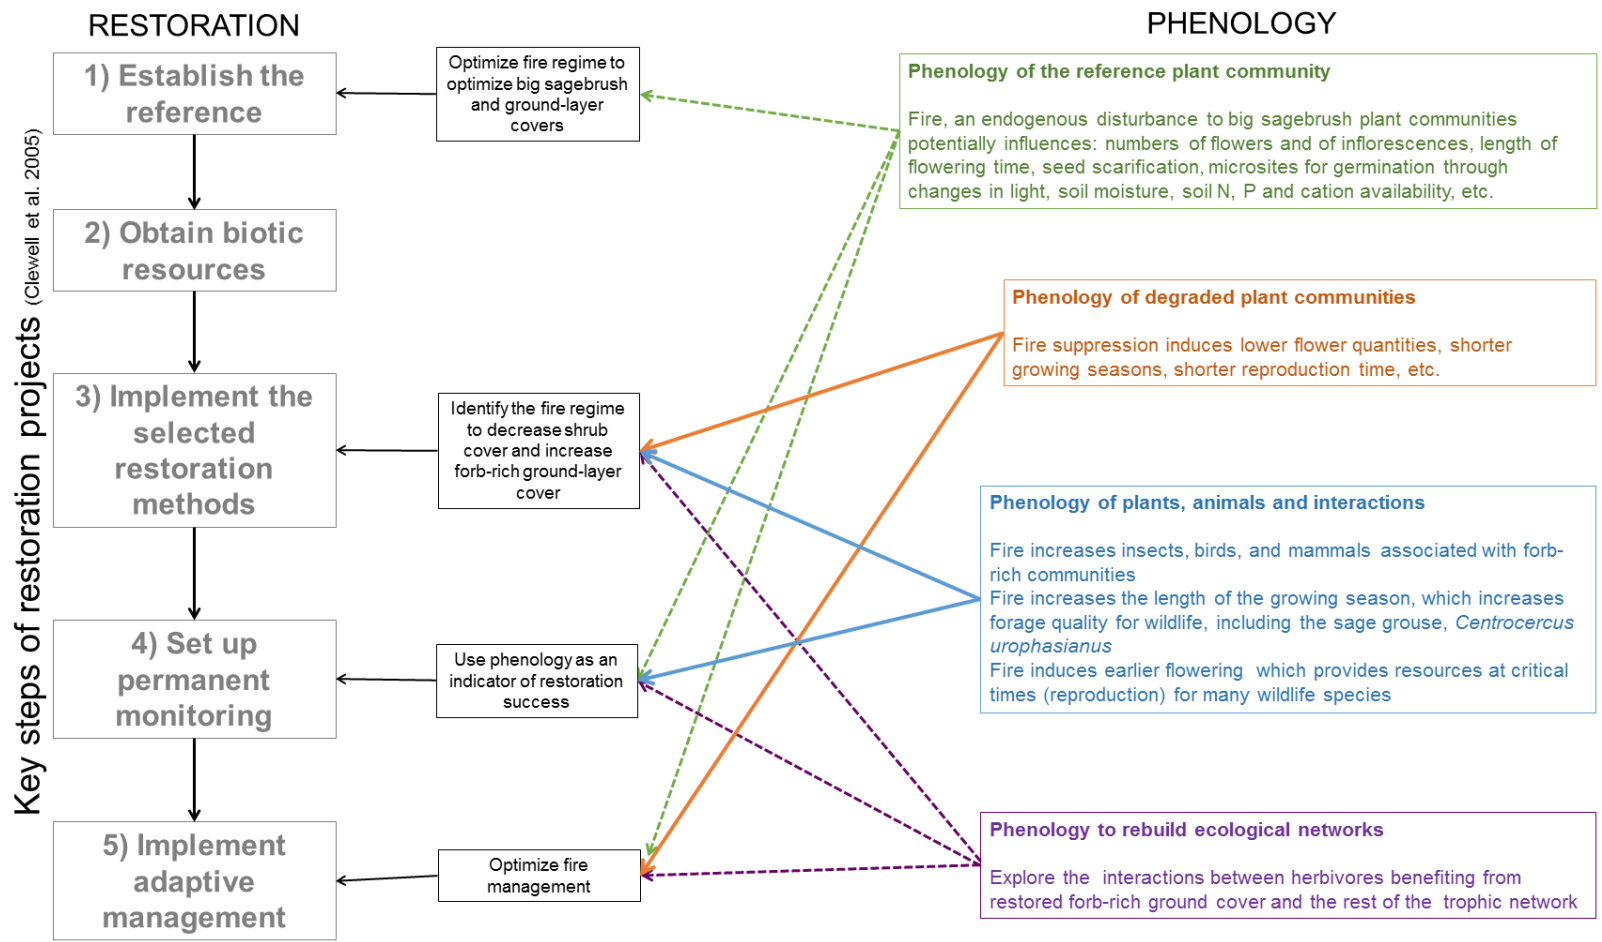 RESTORATION
PHENOLOGY
Key steps of restoration projects (Clewell et al. 2005)
1) Establish the
reference
2) Obtain biotic
resources
3) Implement the
selected
restoration
methods
4) Set up
permanent
monitoring
5) Implement
adaptive
management
Optimize fire regime to
optimize big sagebrush
and ground-layer
covers
Identify the fire regime
to decrease shrub
cover and increase
forb-rich ground-layer
cover
Use phenology as an
indicator of restoration
success
Optimize fire
management
Phenology of the reference plant community
Fire, an endogenous disturbance to big sagebrush plant communities
potentially influences: numbers of flowers and of inflorescences, length of
flowering time, seed scarification, microsites for germination through
changes in light, soil moisture, soil N, P and cation availability, etc.
Phenology of degraded plant communities
Fire suppression induces lower flower quantities, shorter
growing seasons, shorter reproduction time, etc.
Phenology of plants, animals and interactions
Fire increases insects, birds, and mammals associated with forb-
rich communities
Fire increases the length of the growing season, which increases
forage quality for wildlife, including the sage grouse, Centrocercus
urophasianus
Fire induces earlier flowering which provides resources at critical
times (reproduction) for many wildlife species
Phenology to rebuild ecological networks
Explore the interactions between herbivores benefiting from
restored forb-rich ground cover and the rest of the trophic network